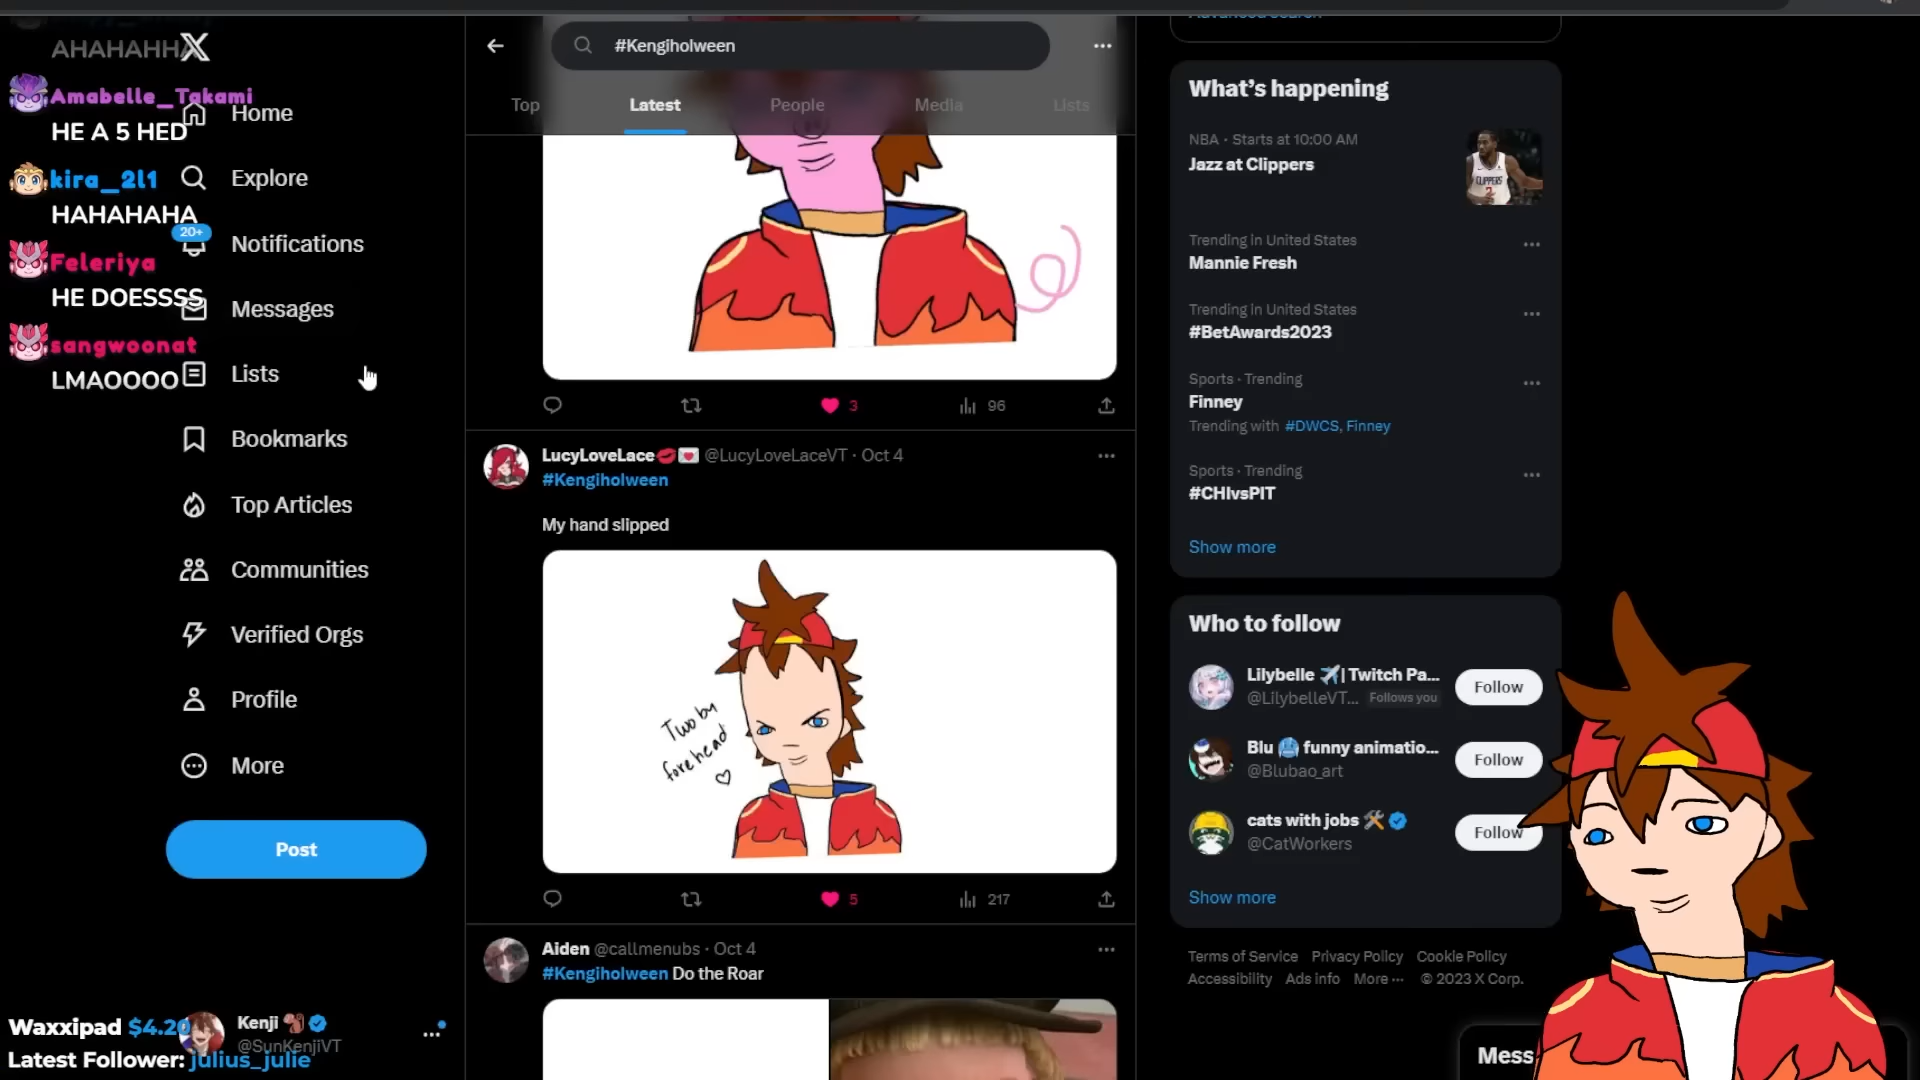 AHAHAHHA
Amabelle_Takami
HE A 5 HED
kira_2l1
HAHAHAHA
Feleriya
HE DOESSSS
sangwoonat
LMAOOOO
Home
Explore
20+
Notifications
Messages
Lists
Bookmarks
Top Articles
Communities
Verified Orgs
Profile
More
Post
Waxxipad $4.20
Latest Follower: julius_julie
Kenji
@SunKenjiVT
#Kengiholween
Top
Latest
People
Media
Lists
3
96
LucyLoveLace @LucyLoveLaceVT · Oct 4
#Kengiholween
My hand slipped
Two by
forehead
5
217
Aiden @callmenubs · Oct 4
#Kengiholween Do the Roar
Advanced search
What's happening
NBA · Starts at 10:00 AM
Jazz at Clippers
CLIPPERS
2
Trending in United States
Mannie Fresh
Trending in United States
#BetAwards2023
Sports · Trending
Finney
Trending with #DWCS, Finney
Sports · Trending
#CHIvsPIT
Show more
Who to follow
Lilybelle | Twitch Pa...
@LilybelleVT... Follows you
Follow
Blu funny animatio...
@Blubao_art
Follow
cats with jobs
@CatWorkers
Follow
Show more
Terms of Service Privacy Policy Cookie Policy
Accessibility Ads info More ··· © 2023 X Corp.
Mess